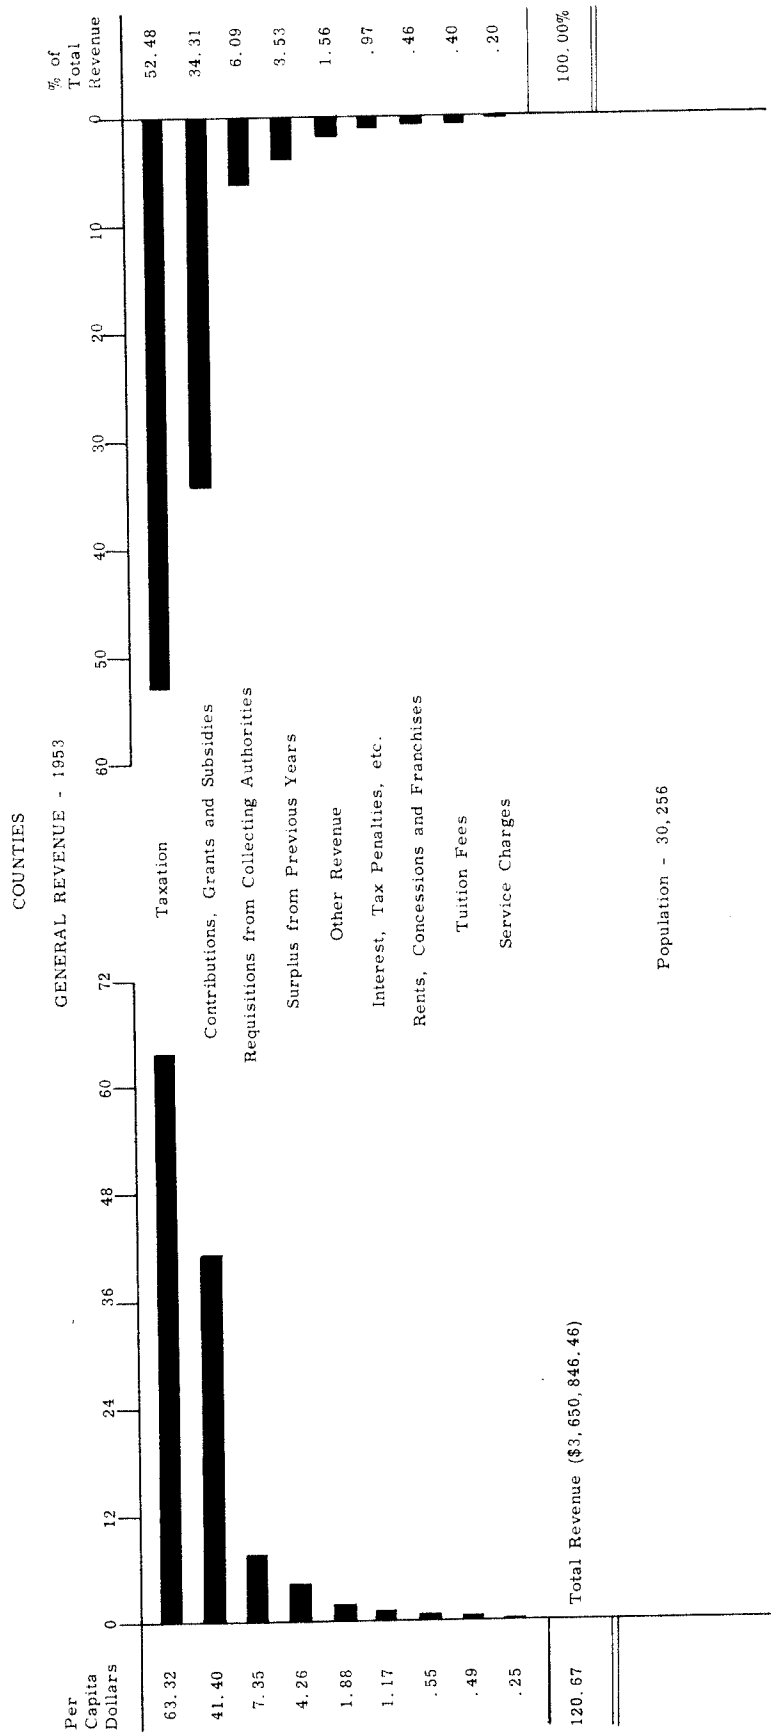 COUNTIES
GENERAL REVENUE - 1953
Per
Capita
Dollars
0 12 24 36 48 60 72
60 50 40 30 20 10 0
% of
Total
Revenue
63.32 Taxation 52.48
41.40 Contributions, Grants and Subsidies 34.31
7.35 Requisitions from Collecting Authorities 6.09
4.26 Surplus from Previous Years 3.53
1.88 Other Revenue 1.56
1.17 Interest, Tax Penalties, etc. .97
.55 Rents, Concessions and Franchises .46
.49 Tuition Fees .40
.25 Service Charges .20
120.67 Total Revenue ($3,650,846.46) 100.00%
Population - 30,256